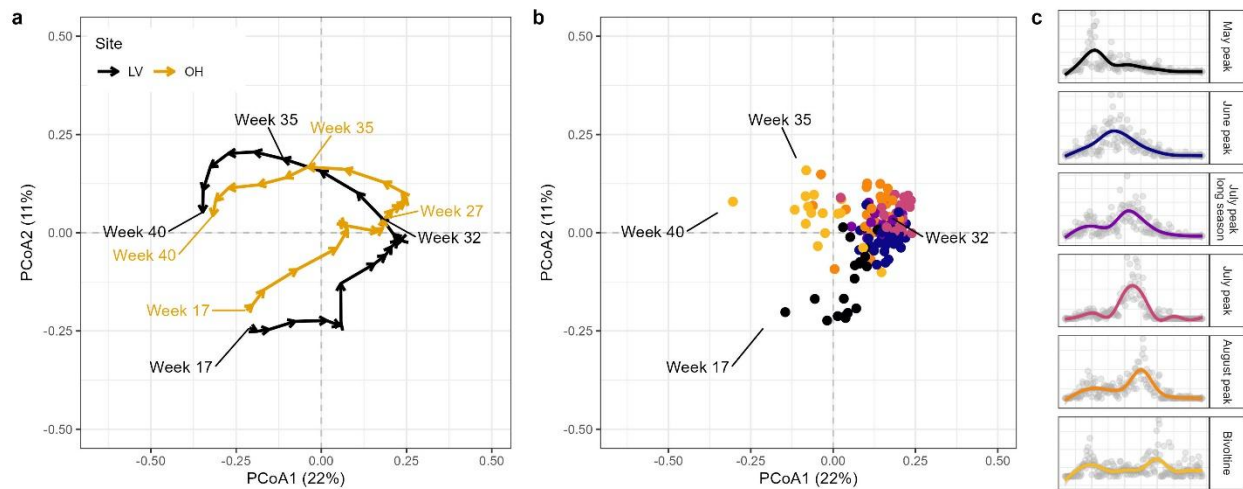 a
0.50
0.25
0.00
-0.25
-0.50
PCoA2 (11%)
Site
LV
OH
Week 35
Week 35
Week 27
Week 32
Week 40
Week 40
Week 17
Week 17
-0.50
-0.25
0.00
0.25
0.50
PCoA1 (22%)
b
0.50
0.25
0.00
-0.25
-0.50
PCoA2 (11%)
Week 35
Week 40
Week 32
Week 17
-0.50
-0.25
0.00
0.25
0.50
PCoA1 (22%)
c
May peak
June peak
July peak
long season
July peak
August peak
Bivoltine